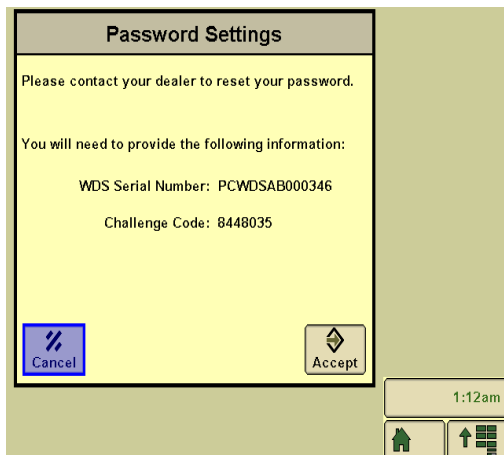 Password Settings
Please contact your dealer to reset your password.
You will need to provide the following information:
WDS Serial Number: PCWDSAB000346
Challenge Code: 8448035
Cancel
Accept
1:12am